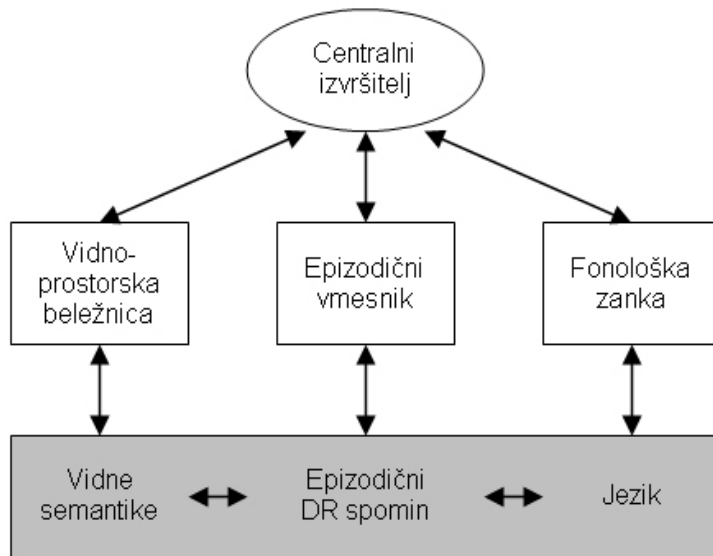 Centralni
izvršitelj
Vidno-
prostorska
beležnica
Epizodični
vmesnik
Fonološka
zanka
Vidne
semantike
Epizodični
DR spomin
Jezik